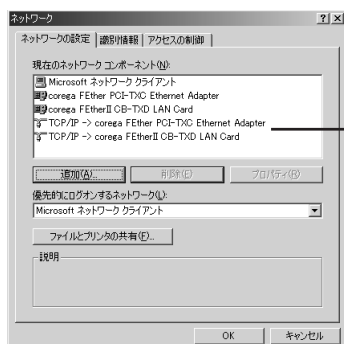 ネットワーク
ネットワークの設定 識別情報 アクセスの制御
現在のネットワーク コンポーネント(N):
Microsoft ネットワーク クライアント
corega FEther PCI-TXC Ethernet Adapter
corega FEtherII CB-TXD LAN Card
TCP/IP -> corega FEther PCI-TXC Ethernet Adapter
TCP/IP -> corega FEtherII CB-TXD LAN Card
追加(A)... 削除(E) プロパティ(R)
優先的にログオンするネットワーク(L):
Microsoft ネットワーク クライアント
ファイルとプリンタの共有(F)...
説明
OK キャンセル